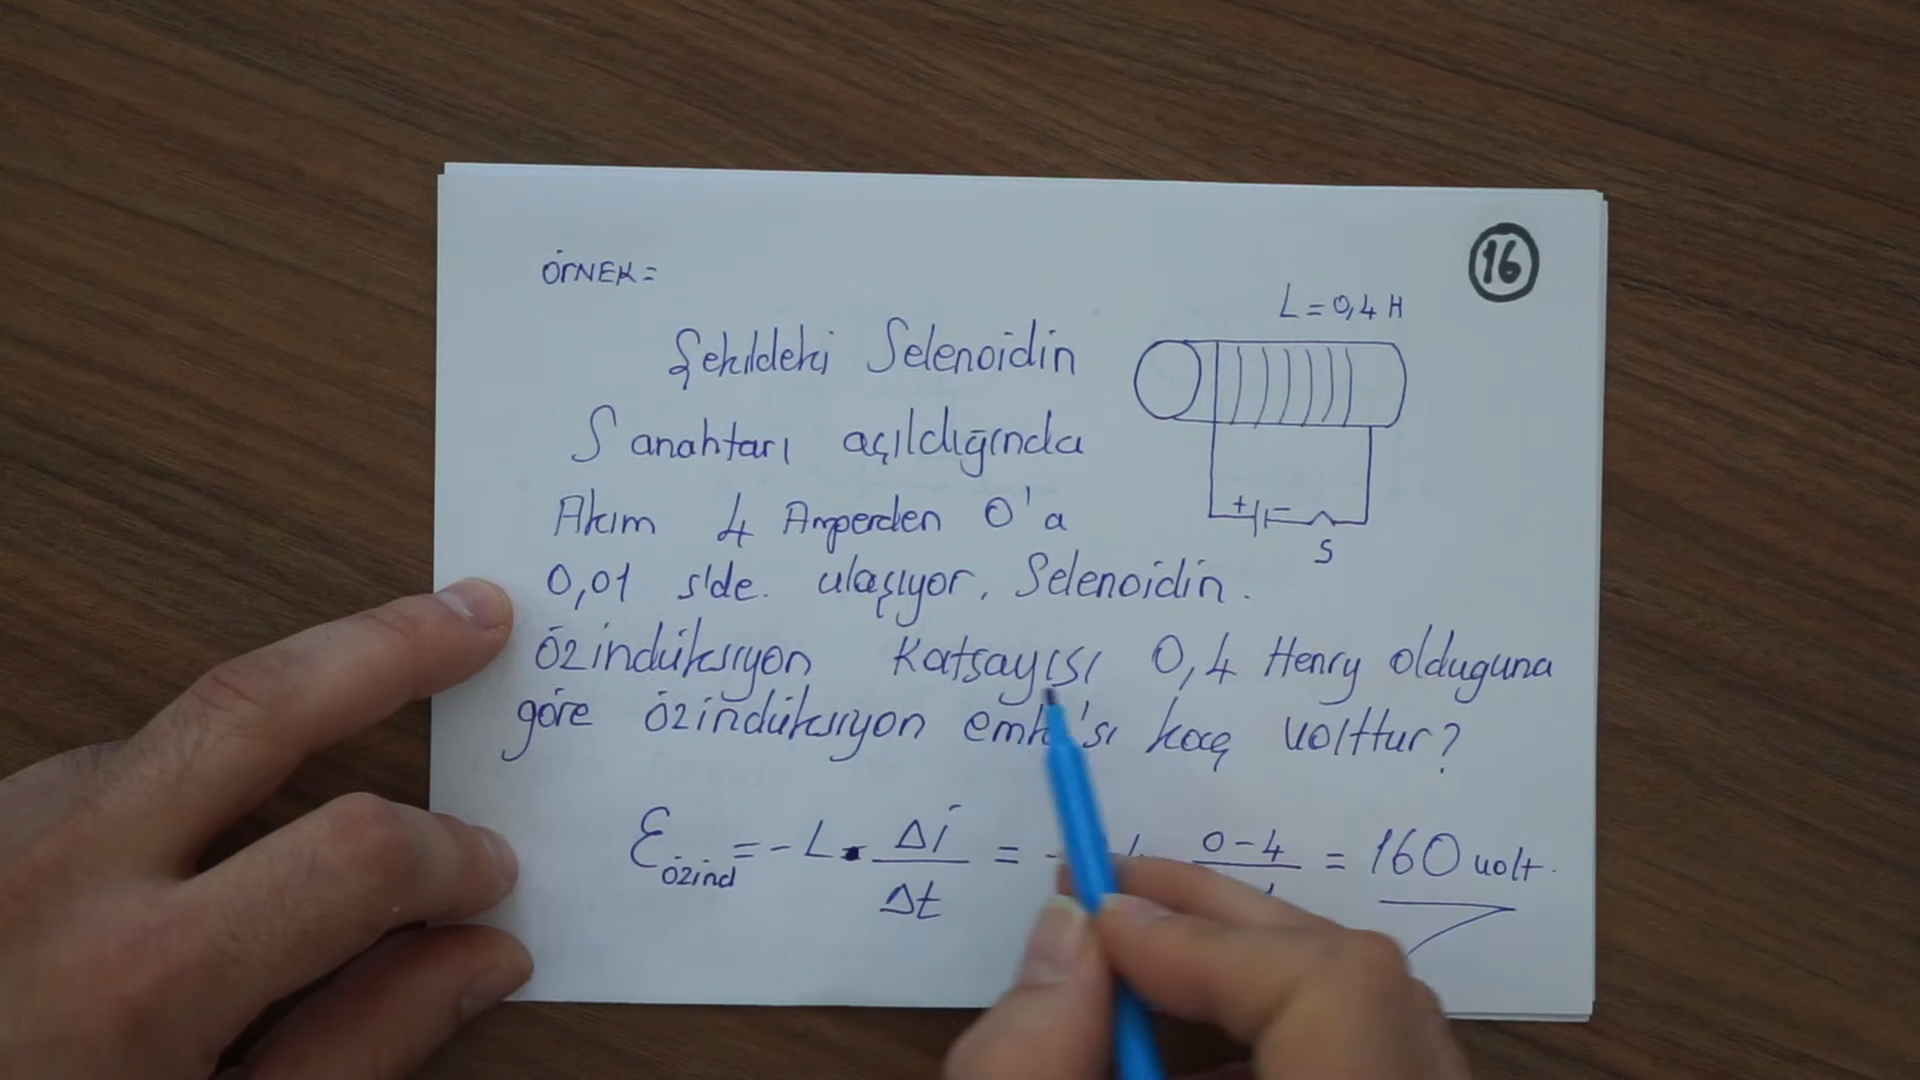 ÖRNEK =
16
L = 0,4 H
Şekildeki Selenoidin
S anahtarı açıldığında
Akım 4 Amperden 0'a
+ -
S
0,01 s'de. ulaşıyor. Selenoidin.
özindüksiyon Katsayısı 0,4 Henry olduguna
göre özindüksiyon emk'sı kaç volttur?
Ɛözind = - L . Δi / Δt = - 0 - 4 = 160 volt.